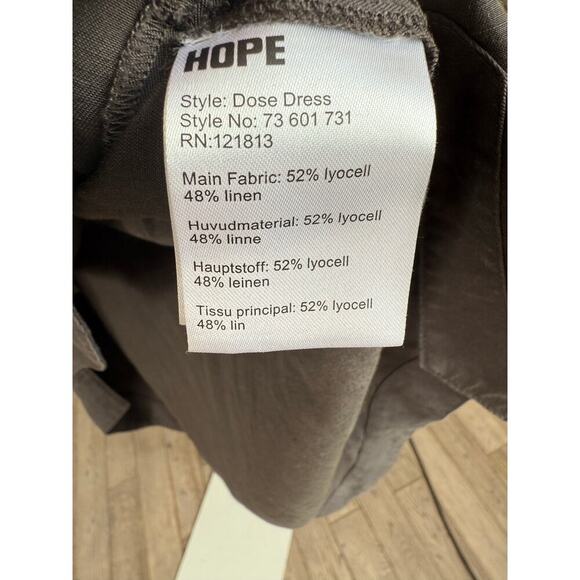 HOPE
Style: Dose Dress
Style No: 73 601 731
RN:121813
Main Fabric: 52% lyocell
48% linen
Huvudmaterial: 52% lyocell
48% linne
Hauptstoff: 52% lyocell
48% leinen
Tissu principal: 52% lyocell
48% lin